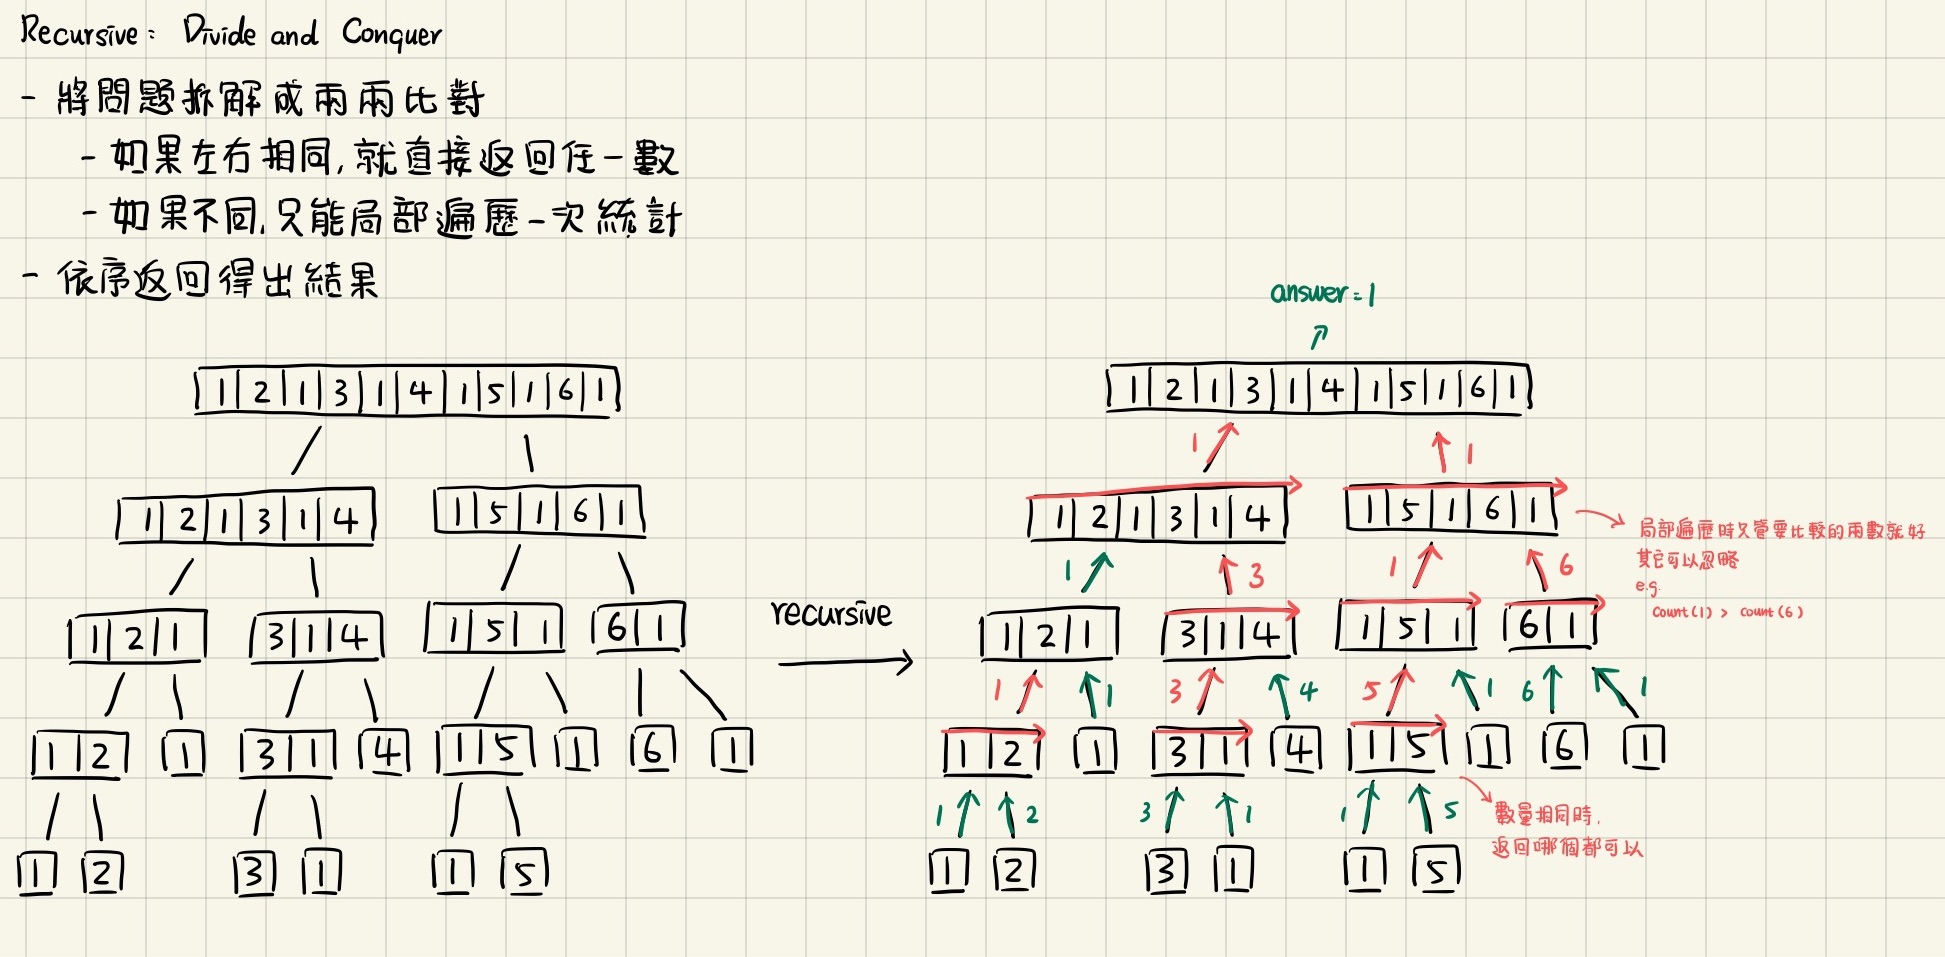 Recursive: Divide and Conquer
- 將問題拆解成兩兩比對
- 如果左右相同,就直接返回任一數
- 如果不同,只能局部遍歷一次統計
- 依序返回得出結果
answer = 1
1 2 1 3 1 4 1 5 1 6 1
1 2 1 3 1 4 1 5 1 6 1
1 1
1 2 1 3 1 4
1 5 1 6 1
1 2 1 3 1 4
1 5 1 6 1
局部遍歷時只管要比較的兩數就好
其它可以忽略
e.g.
count(1) > count(6)
1 3 1 6
1 2 1
3 1 4
1 5 1
6 1
recursive
1 2 1
3 1 4
1 5 1
6 1
1 1 3 4 5 1 6 1
1 2
1
3 1
4
1 5
1
6
1
1 2
1
3 1
4
1 5
1
6
1
1 2 3 1 1 5
數量相同時,
返回哪個都可以
1 2 3 1 1 5
1 2 3 1 1 5